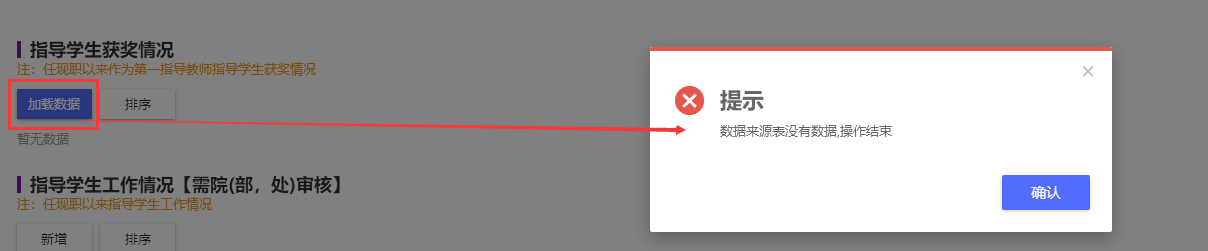 指导学生获奖情况
注：任现职以来作为第一指导教师指导学生获奖情况
加载数据 排序
暂无数据
指导学生工作情况【需院(部，处)审核】
注：任现职以来指导学生工作情况
新增 排序
提示
数据来源表没有数据,操作结束
确认